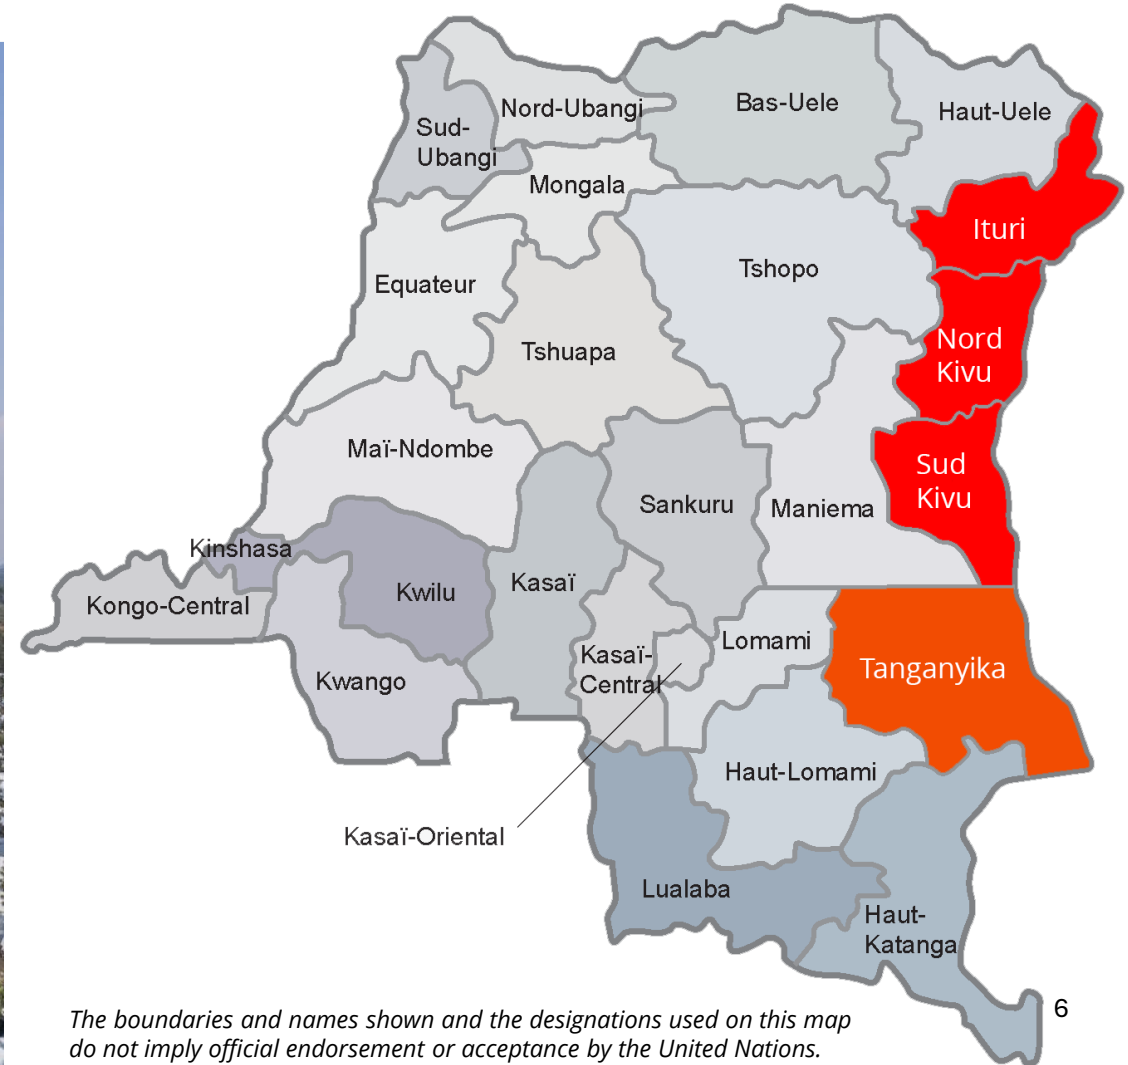 Nord-Ubangi
Bas-Uele
Haut-Uele
Sud-
Ubangi
Mongala
Ituri
Equateur
Tshopo
Tshuapa
Nord
Kivu
Maï-Ndombe
Sud
Kivu
Sankuru
Maniema
Kinshasa
Kongo-Central
Kwilu
Kasaï
Kasaï-
Central
Lomami
Tanganyika
Kwango
Haut-Lomami
Kasaï-Oriental
Lualaba
Haut-
Katanga
The boundaries and names shown and the designations used on this map
do not imply official endorsement or acceptance by the United Nations.
6